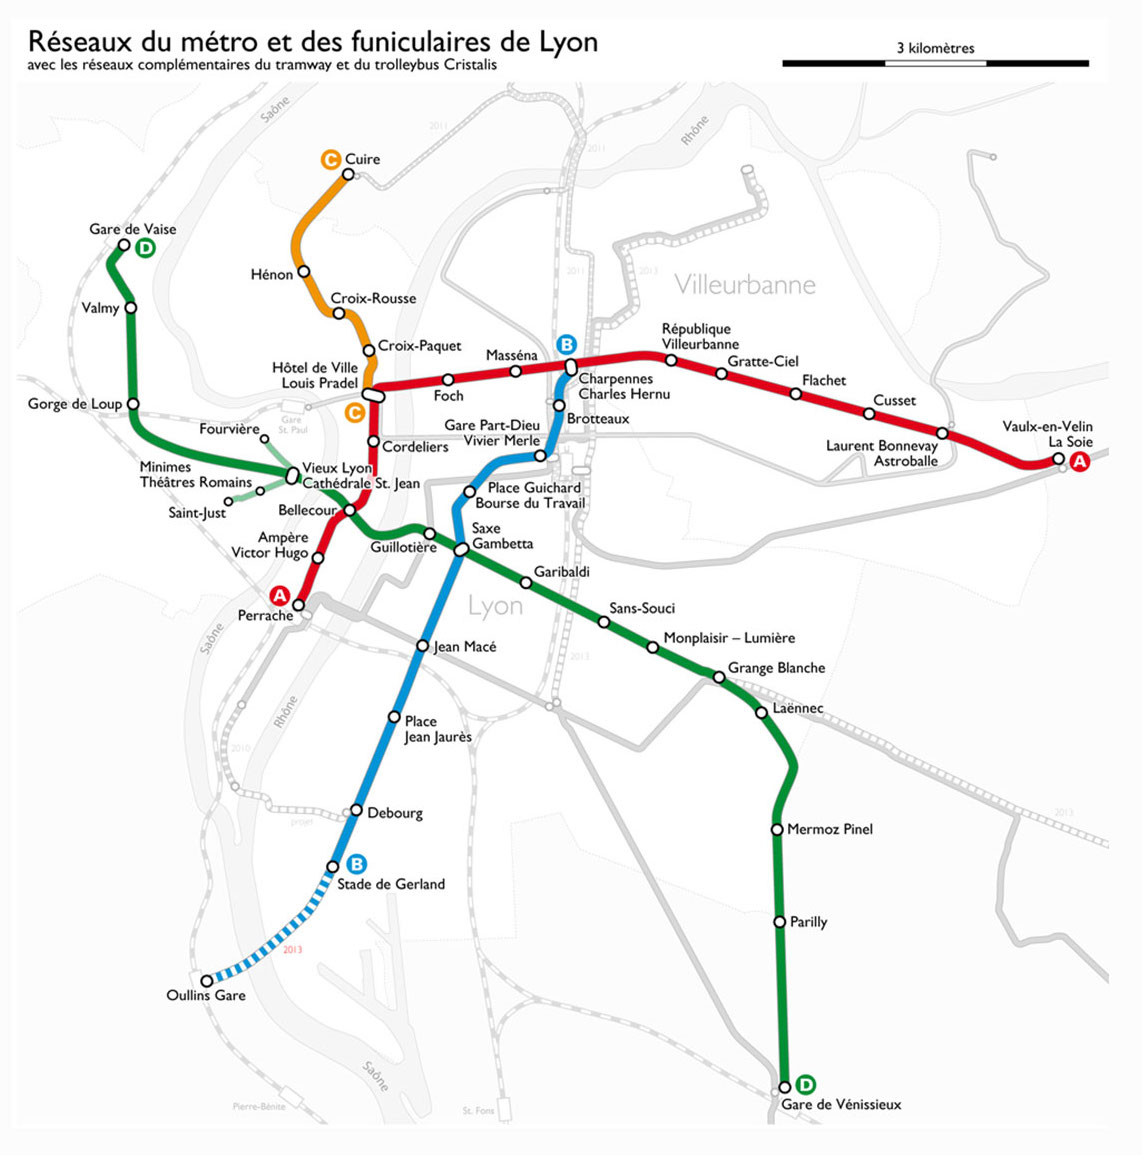 Réseaux du métro et des funiculaires de Lyon
avec les réseaux complémentaires du tramway et du trolleybus Cristalis
3 kilomètres
Saône
2011
Rhône
2011
C
Cuire
Gare de Vaise
D
Hénon
2011
2013
Villeurbanne
Croix-Rousse
Valmy
Croix-Paquet
B
République
Villeurbanne
Masséna
Gratte-Ciel
Hôtel de Ville
Louis Pradel
Foch
Charpennes
Charles Hernu
Flachet
Cusset
Gorge de Loup
C
Gare
St. Paul
Brotteaux
Fourvière
Cordeliers
Gare Part-Dieu
Vivier Merle
Vaulx-en-Velin
La Soie
A
Laurent Bonnevay
Astroballe
Minimes
Théâtres Romains
Vieux Lyon
Cathédrale St. Jean
Saint-Just
Bellecour
Place Guichard
Bourse du Travail
Ampère
Victor Hugo
Guillotière
Saxe
Gambetta
Garibaldi
A
Perrache
Lyon
Sans-Souci
Saône
Jean Macé
2013
Monplaisir – Lumière
Grange Blanche
Rhône
Laënnec
Place
Jean Jaurès
2010
Debourg
projet
2013
Mermoz Pinel
B
Stade de Gerland
Parilly
2013
Oullins Gare
Saône
D
Gare de Vénissieux
Pierre-Bénite
St. Fons